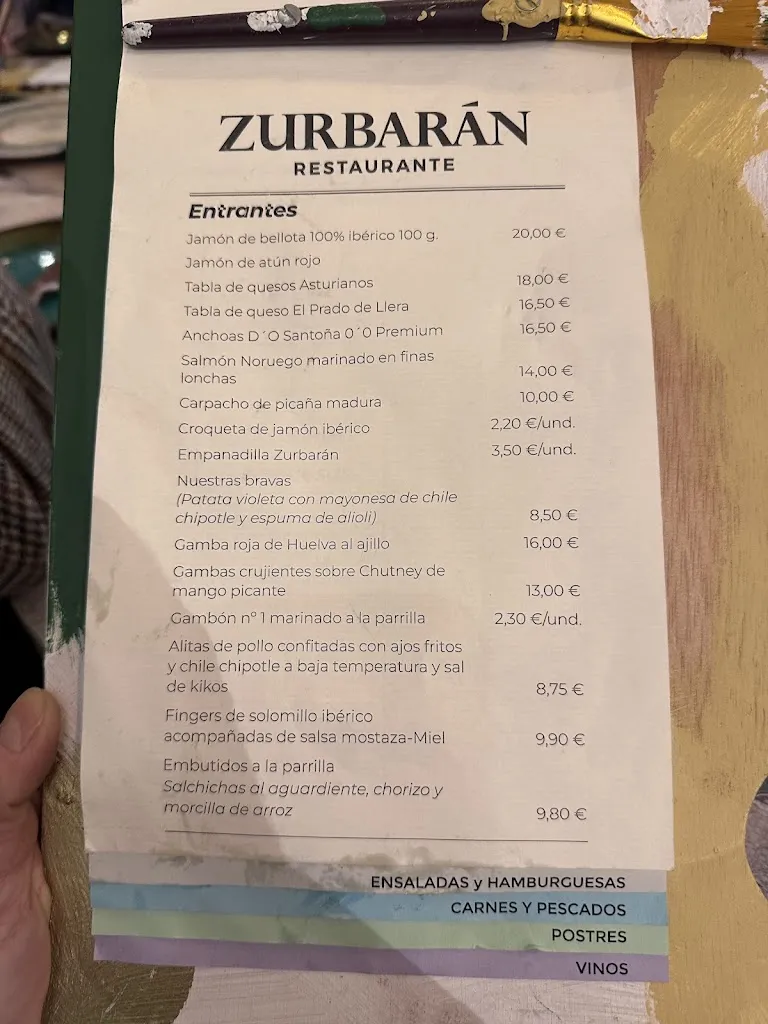 ZURBARÁN
RESTAURANTE
Entrantes
Jamón de bellota 100% ibérico 100 g. 20,00 €
Jamón de atún rojo
Tabla de quesos Asturianos 18,00 €
Tabla de queso El Prado de Llera 16,50 €
Anchoas D´O Santoña 0´0 Premium 16,50 €
Salmón Noruego marinado en finas
lonchas 14,00 €
Carpacho de picaña madura 10,00 €
Croqueta de jamón ibérico 2,20 €/und.
Empanadilla Zurbarán 3,50 €/und.
Nuestras bravas
(Patata violeta con mayonesa de chile
chipotle y espuma de alioli) 8,50 €
Gamba roja de Huelva al ajillo 16,00 €
Gambas crujientes sobre Chutney de
mango picante 13,00 €
Gambón nº 1 marinado a la parrilla 2,30 €/und.
Alitas de pollo confitadas con ajos fritos
y chile chipotle a baja temperatura y sal
de kikos 8,75 €
Fingers de solomillo ibérico
acompañadas de salsa mostaza-Miel 9,90 €
Embutidos a la parrilla
Salchichas al aguardiente, chorizo y
morcilla de arroz 9,80 €
ENSALADAS y HAMBURGUESAS
CARNES Y PESCADOS
POSTRES
VINOS